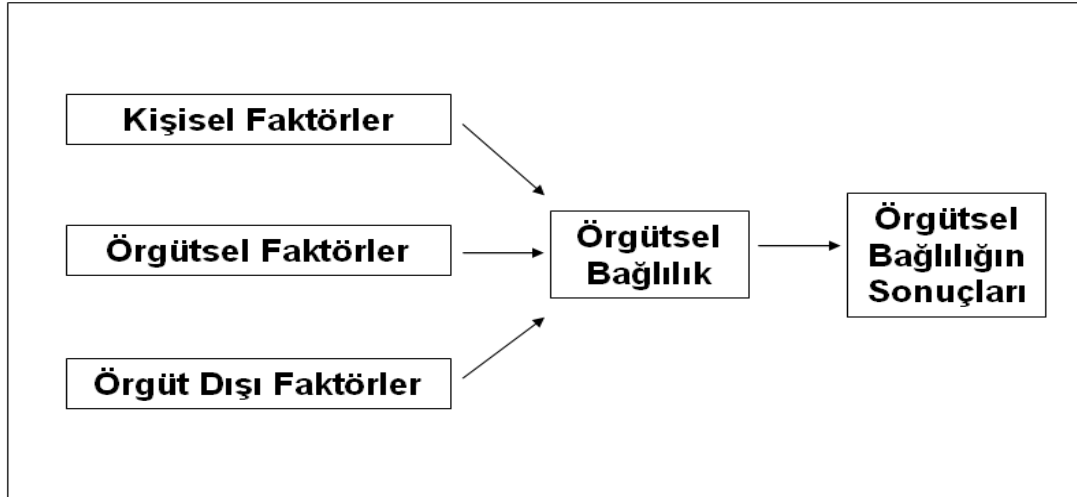 Kişisel Faktörler
Örgütsel Faktörler
Örgüt Dışı Faktörler
Örgütsel
Bağlılık
Örgütsel
Bağlılığın
Sonuçları